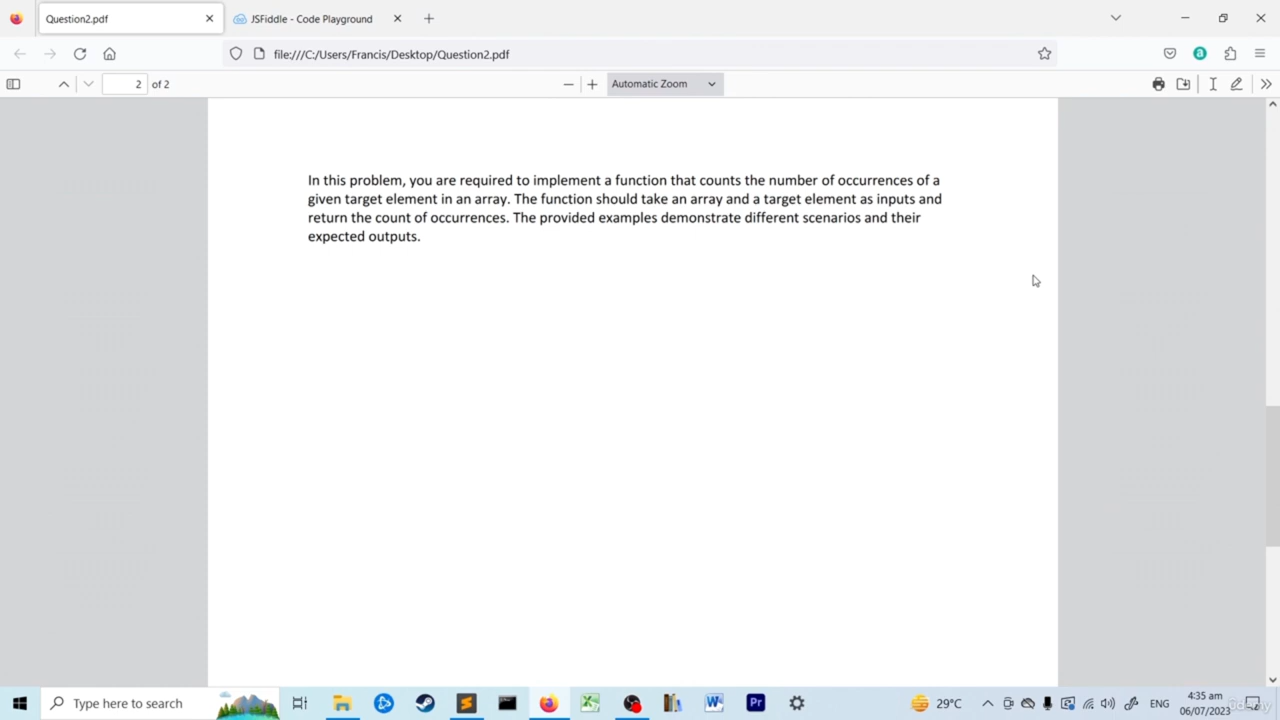 Question2.pdf
JSFiddle - Code Playground
file:///C:/Users/Francis/Desktop/Question2.pdf
2 of 2
Automatic Zoom
In this problem, you are required to implement a function that counts the number of occurrences of a
given target element in an array. The function should take an array and a target element as inputs and
return the count of occurrences. The provided examples demonstrate different scenarios and their
expected outputs.
Type here to search
29°C
ENG
4:35 am
06/07/2023